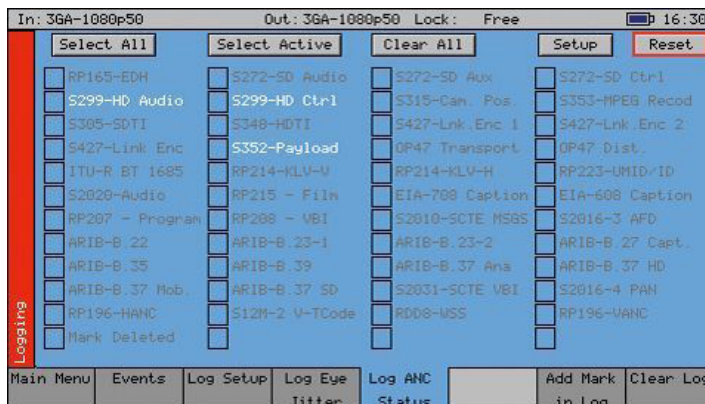 In: 3GA-1080p50 Out: 3GA-1080p50 Lock: Free 16:30
Select All Select Active Clear All Setup Reset
RP165-EDH S272-SD Audio S272-SD Aux S272-SD Ctrl
S299-HD Audio S299-HD Ctrl S315-Cam. Pos. S353-MPEG Recod
S305-SDTI S348-HDTI S427-Lnk.Enc 1 S427-Lnk.Enc 2
S427-Link Enc S352-Payload OP47 Transport OP47 Dist.
ITU-R BT 1685 RP214-KLV-V RP214-KLV-H RP223-UMID/ID
S2020-Audio RP215 - Film EIA-708 Caption EIA-608 Caption
RP207 - Program RP208 - VBI S2010-SCTE MSGS S2016-3 AFD
ARIB-B.22 ARIB-B.23-1 ARIB-B.23-2 ARIB-B.27 Capt.
ARIB-B.35 ARIB-B.39 ARIB-B.37 Ana ARIB-B.37 HD
ARIB-B.37 Mob. ARIB-B.37 SD S2031-SCTE VBI S2016-4 PAN
RP196-HANC S12M-2 V-TCode RDD8-WSS RP196-VANC
Mark Deleted
Logging
Main Menu Events Log Setup Log Eye Log ANC Add Mark Clear Log
Jitter Status in Log